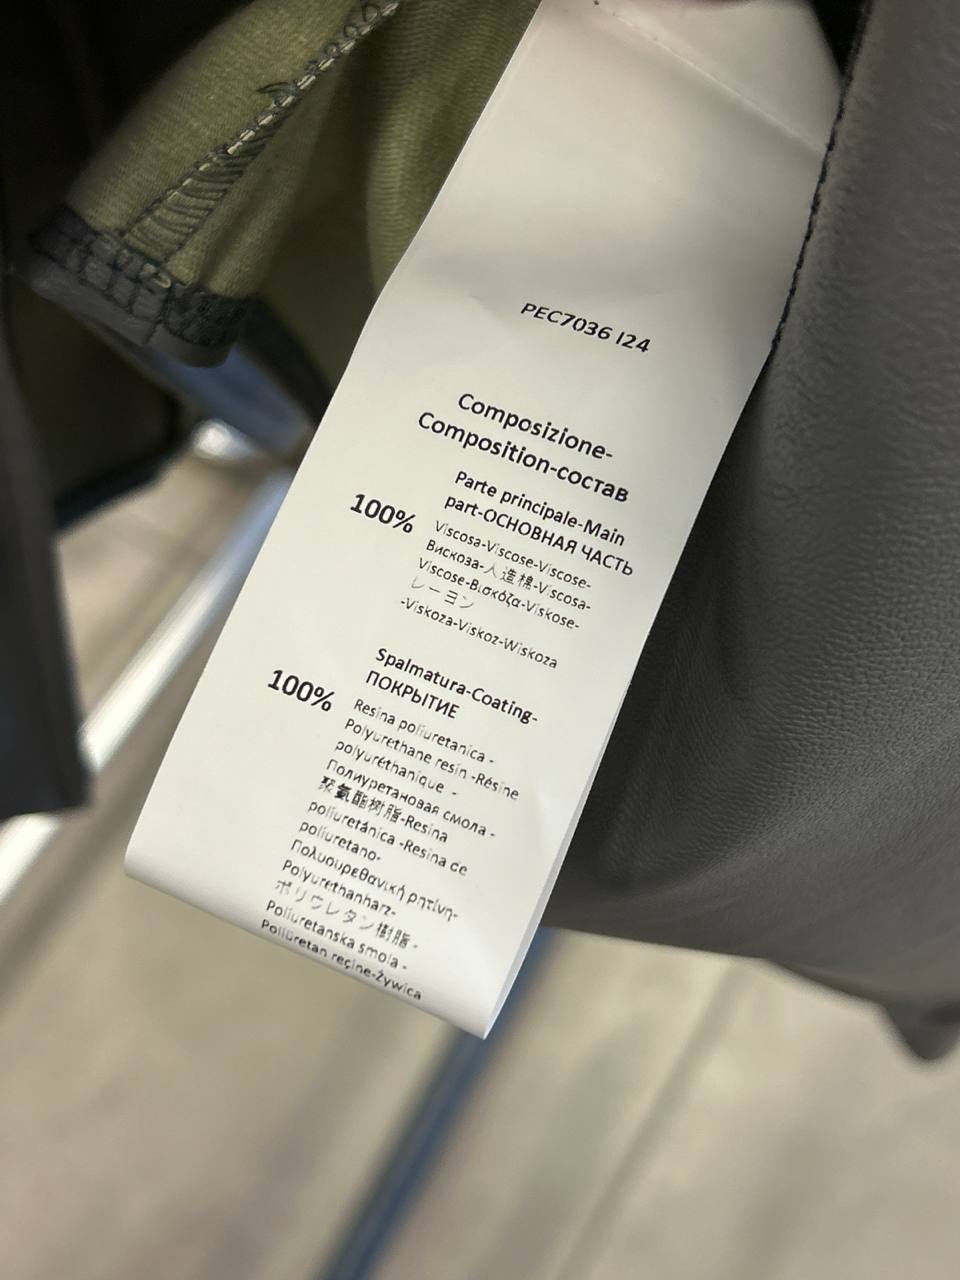 PEC7036 I24
Composizione-
Composition-состав
Parte principale-Main
part-ОСНОВНАЯ ЧАСТЬ
100%
Viscosa-Viscose-Viscose-
Вискоза-人造棉-Viscosa-
Viscose-Βισκόζα-Viskose-
レーヨン
-Viskoza-Viskoz-Wiskoza
Spalmatura-Coating-
ПОКРЫТИЕ
100%
Resina poliuretanica -
Polyurethane resin -Résine
polyuréthanique -
Полиуретановая смола -
聚氨酯树脂-Resina
poliuretánica -Resina de
poliuretano-
Πολυουρεθανική ρητίνη-
Polyurethanharz-
ポリウレタン樹脂-
Poliuretanska smola -
Poliüretan reçine-Żywica